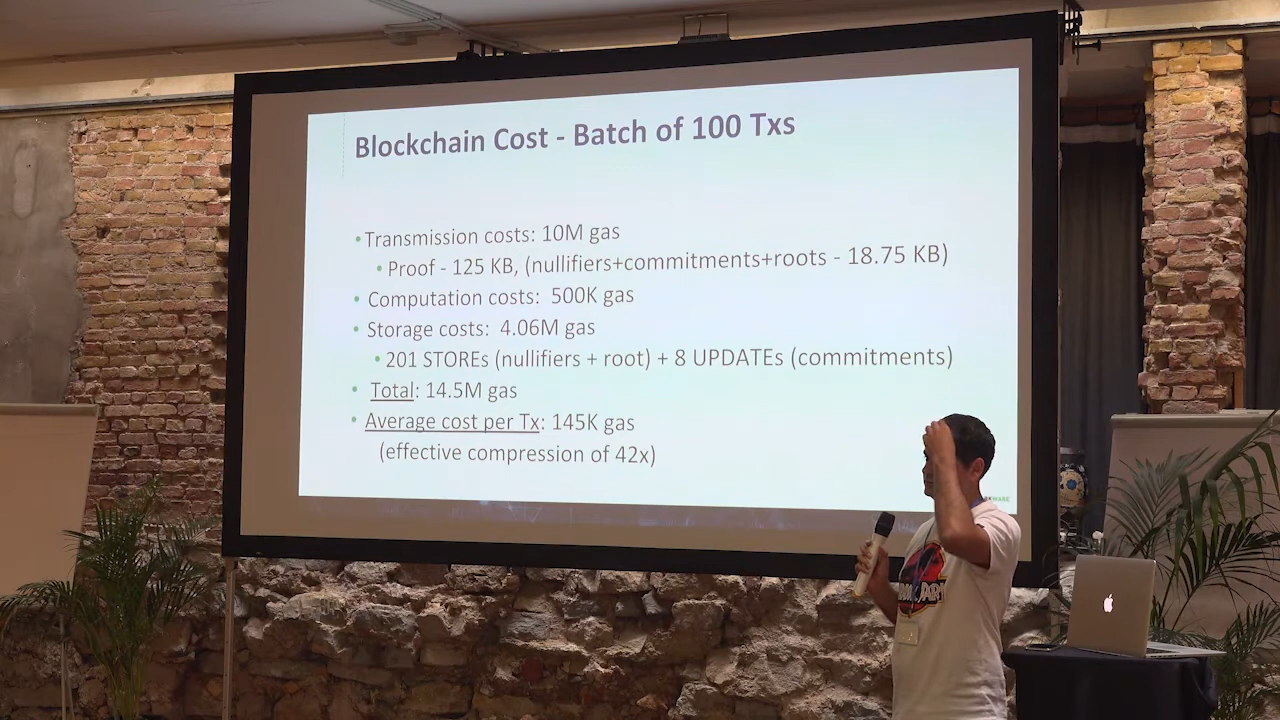 Blockchain Cost - Batch of 100 Txs
• Transmission costs: 10M gas
• Proof - 125 KB, (nullifiers+commitments+roots - 18.75 KB)
• Computation costs: 500K gas
• Storage costs: 4.06M gas
• 201 STOREs (nullifiers + root) + 8 UPDATEs (commitments)
• Total: 14.5M gas
• Average cost per Tx: 145K gas
(effective compression of 42x)